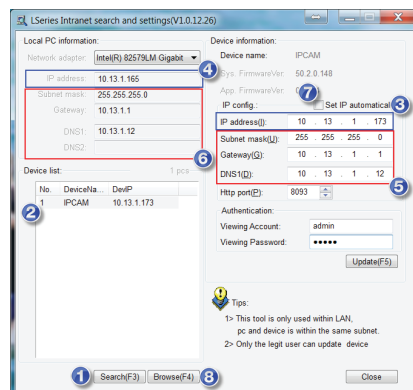 LSeries Intranet search and settings(V1.0.12.26)
Local PC information:
Network adapter: Intel(R) 82579LM Gigabit
4
IP address: 10.13.1.165
Subnet mask: 255.255.255.0
Gateway: 10.13.1.1
DNS1: 10.13.1.12
DNS2:
6
Device list: 1 pcs
No. DeviceNa... DevIP
1 IPCAM 10.13.1.173
2
1 Search(F3) Browse(F4) 8
Device information:
Device name: IPCAM
Sys. FirmwareVer 50.2.0.148
App. FirmwareVer
7
IP config.: Set IP automatical
3
IP address(I): 10 . 13 . 1 . 173
Subnet mask(U): 255 . 255 . 255 . 0
Gateway(G): 10 . 13 . 1 . 1
DNS1(D): 10 . 13 . 1 . 12
5
Http port(P): 8093
Authentication:
Viewing Account: admin
Viewing Password: •••••
Update(F5)
Tips:
1> This tool is only used within LAN,
pc and device is within the same subnet.
2> Only the legit user can update device
Close